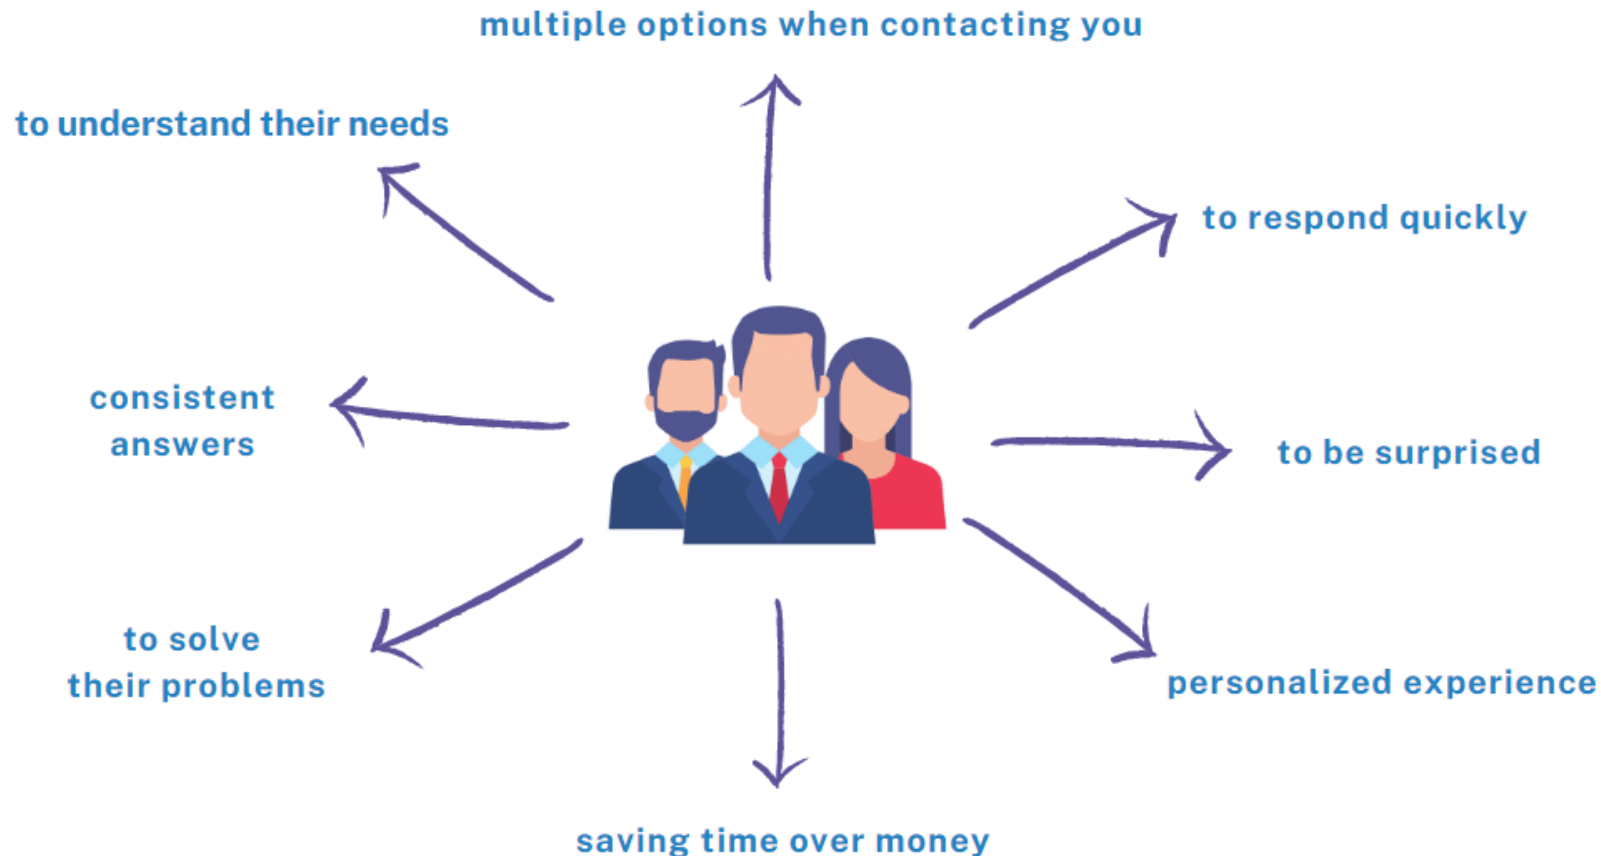 multiple options when contacting you
to understand their needs
to respond quickly
consistent
answers
to be surprised
to solve
their problems
personalized experience
saving time over money